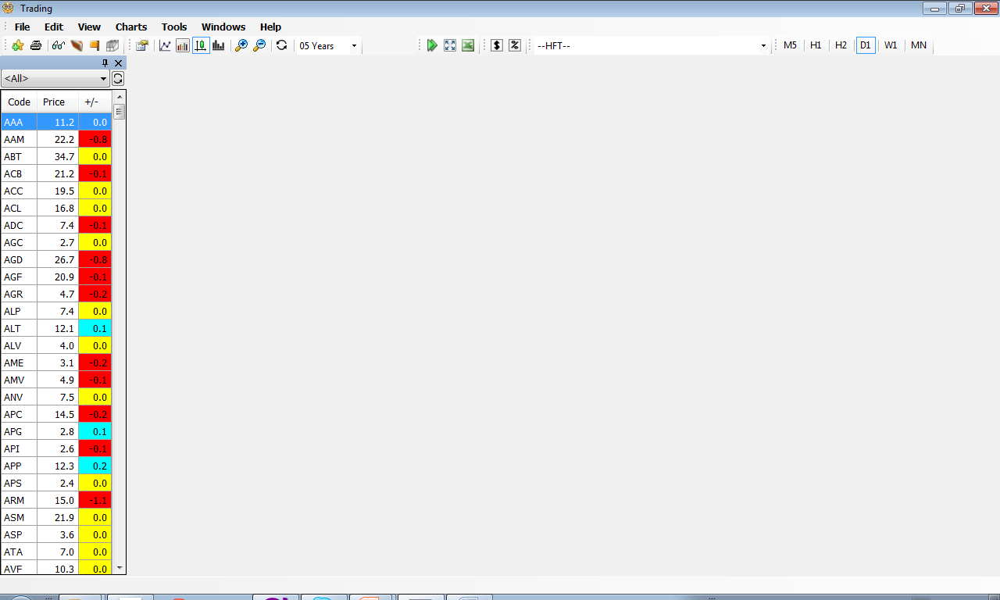 Trading
File Edit View Charts Tools Windows Help
05 Years --HFT-- M5 H1 H2 D1 W1 MN
<All>
Code Price +/-
AAA 11.2 0.0
AAM 22.2 -0.8
ABT 34.7 0.0
ACB 21.2 -0.1
ACC 19.5 0.0
ACL 16.8 0.0
ADC 7.4 -0.1
AGC 2.7 0.0
AGD 26.7 -0.8
AGF 20.9 -0.1
AGR 4.7 -0.2
ALP 7.4 0.0
ALT 12.1 0.1
ALV 4.0 0.0
AME 3.1 -0.2
AMV 4.9 -0.1
ANV 7.5 0.0
APC 14.5 -0.2
APG 2.8 0.1
API 2.6 -0.1
APP 12.3 0.2
APS 2.4 0.0
ARM 15.0 -1.1
ASM 21.9 0.0
ASP 3.6 0.0
ATA 7.0 0.0
AVF 10.3 0.0